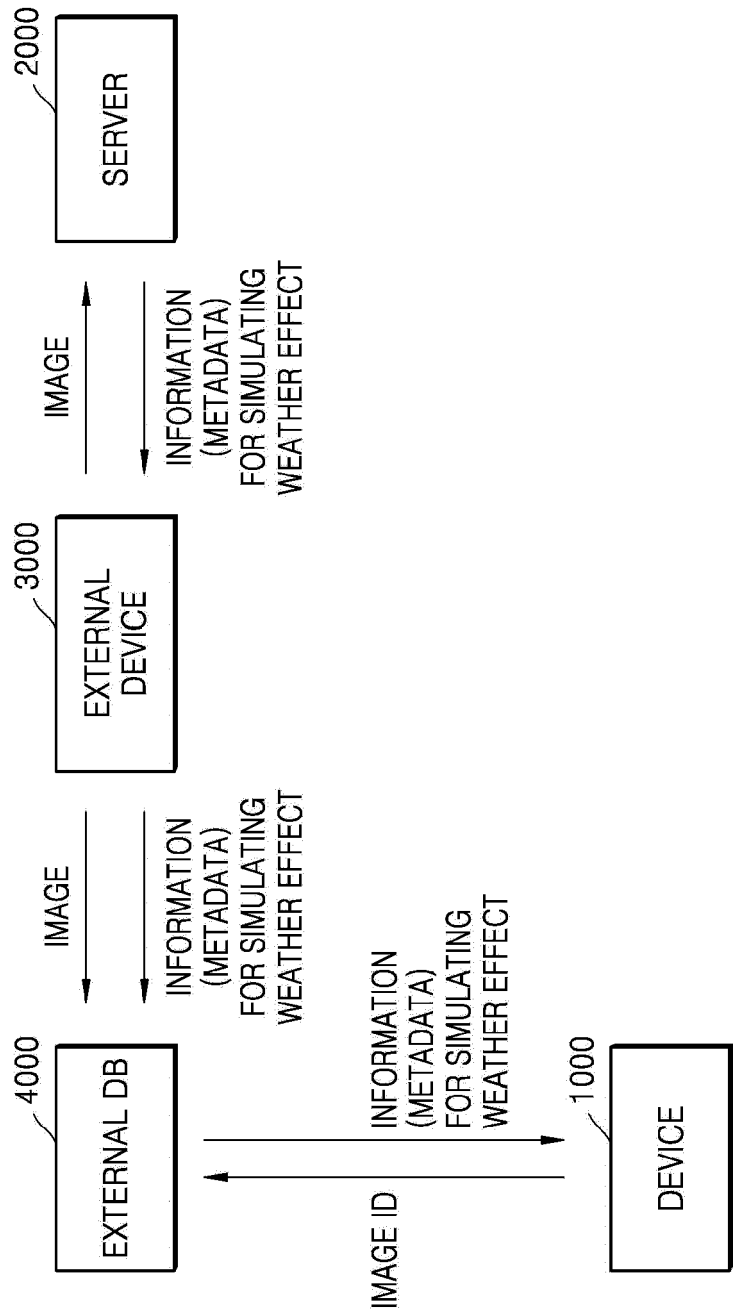 4000
EXTERNAL DB
IMAGE
INFORMATION
(METADATA)
FOR SIMULATING
WEATHER EFFECT
3000
EXTERNAL
DEVICE
IMAGE
INFORMATION
(METADATA)
FOR SIMULATING
WEATHER EFFECT
2000
SERVER
IMAGE ID
INFORMATION
(METADATA)
FOR SIMULATING
WEATHER EFFECT
1000
DEVICE